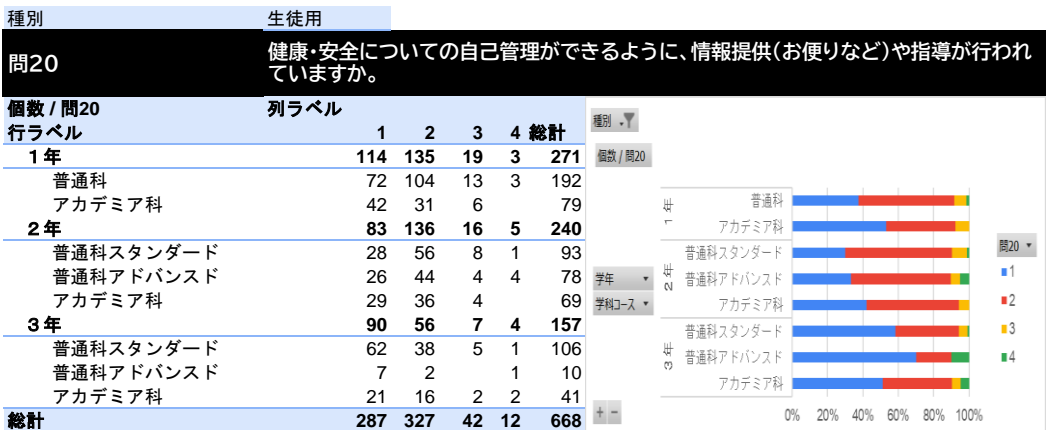 種別 生徒用
問20 健康・安全についての自己管理ができるように、情報提供(お便りなど)や指導が行われ
ていますか。
個数 / 問20 列ラベル
行ラベル 1 2 3 4 総計
1年 114 135 19 3 271
普通科 72 104 13 3 192
アカデミア科 42 31 6 79
2年 83 136 16 5 240
普通科スタンダード 28 56 8 1 93
普通科アドバンスド 26 44 4 4 78
アカデミア科 29 36 4 69
3年 90 56 7 4 157
普通科スタンダード 62 38 5 1 106
普通科アドバンスド 7 2 1 10
アカデミア科 21 16 2 2 41
総計 287 327 42 12 668
種別
個数 / 問20
学年
学科コース
1年
普通科
アカデミア科
2年
普通科スタンダード
普通科アドバンスド
アカデミア科
3年
普通科スタンダード
普通科アドバンスド
アカデミア科
0% 20% 40% 60% 80% 100%
問20
1
2
3
4
+ −